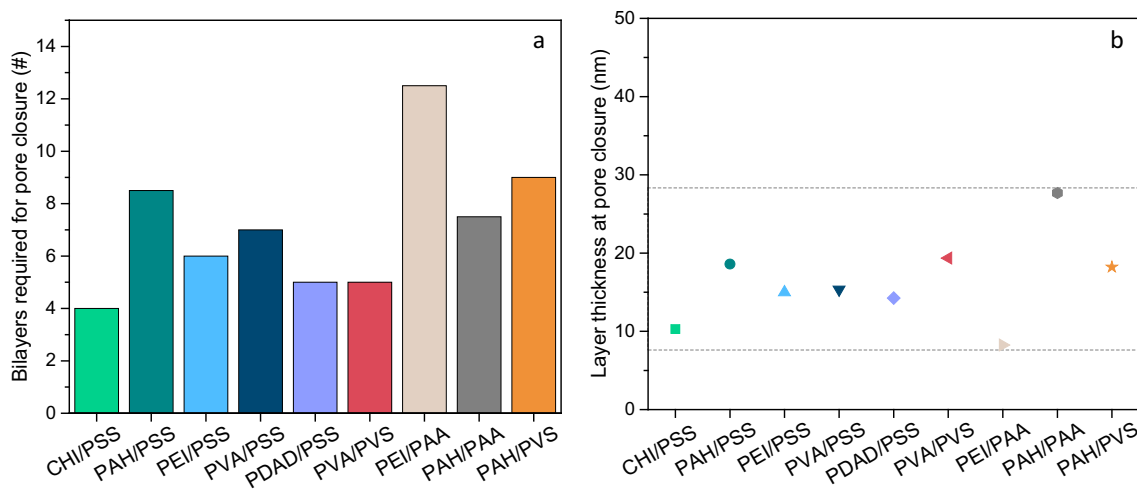 a
Bilayers required for pore closure (#)
14
12
10
8
6
4
2
0
CHI/PSS
PAH/PSS
PEI/PSS
PVA/PSS
PDAD/PSS
PVA/PVS
PEI/PAA
PAH/PAA
PAH/PVS
b
Layer thickness at pore closure (nm)
50
40
30
20
10
0
CHI/PSS
PAH/PSS
PEI/PSS
PVA/PSS
PDAD/PSS
PVA/PVS
PEI/PAA
PAH/PAA
PAH/PVS